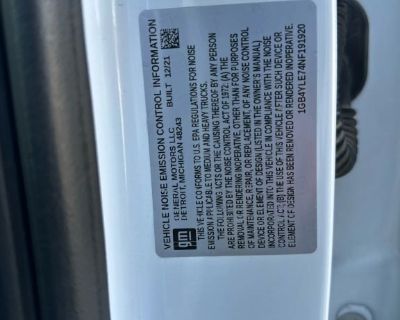 VEHICLE NOISE EMISSION CONTROL INFORMATION
GENERAL MOTORS LLC BUILT 12/21
DETROIT, MICHIGAN 48243
gm
THIS VEHICLE CONFORMS TO U.S. EPA REGULATIONS FOR NOISE
EMISSION APPLICABLE TO MEDIUM AND HEAVY TRUCKS.
THE FOLLOWING ACTS OR THE CAUSING THEREOF BY ANY PERSON
ARE PROHIBITED BY THE NOISE CONTROL ACT OF 1972: (A) THE
REMOVAL OR RENDERING INOPERATIVE, OTHER THAN FOR PURPOSES
OF MAINTENANCE, REPAIR, OR REPLACEMENT, OF ANY NOISE CONTROL
DEVICE OR ELEMENT OF DESIGN (LISTED IN THE OWNER'S MANUAL)
INCORPORATED INTO THIS VEHICLE IN COMPLIANCE WITH THE NOISE
CONTROL ACT; (B) THE USE OF THIS VEHICLE AFTER SUCH DEVICE OR
ELEMENT OF DESIGN HAS BEEN REMOVED OR RENDERED INOPERATIVE.
1GB4YLE74NF191920